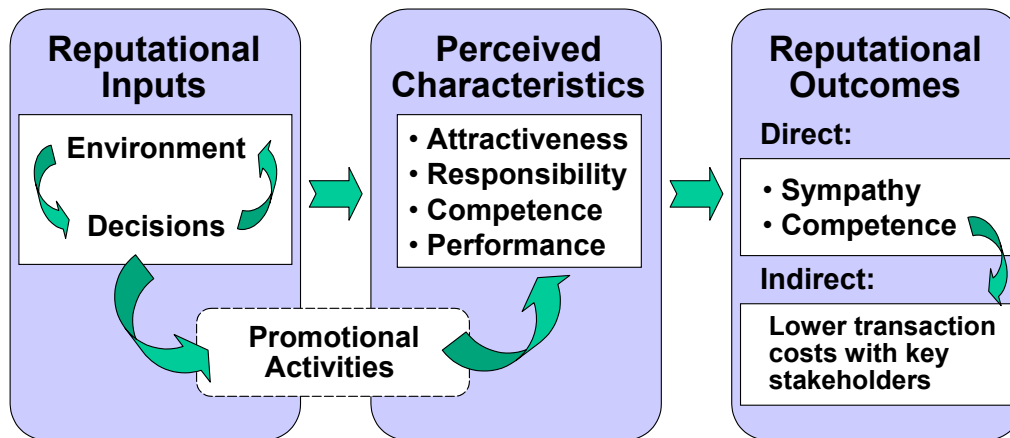 Reputational
Inputs
Environment
Decisions
Promotional
Activities
Perceived
Characteristics
• Attractiveness
• Responsibility
• Competence
• Performance
Reputational
Outcomes
Direct:
• Sympathy
• Competence
Indirect:
Lower transaction
costs with key
stakeholders